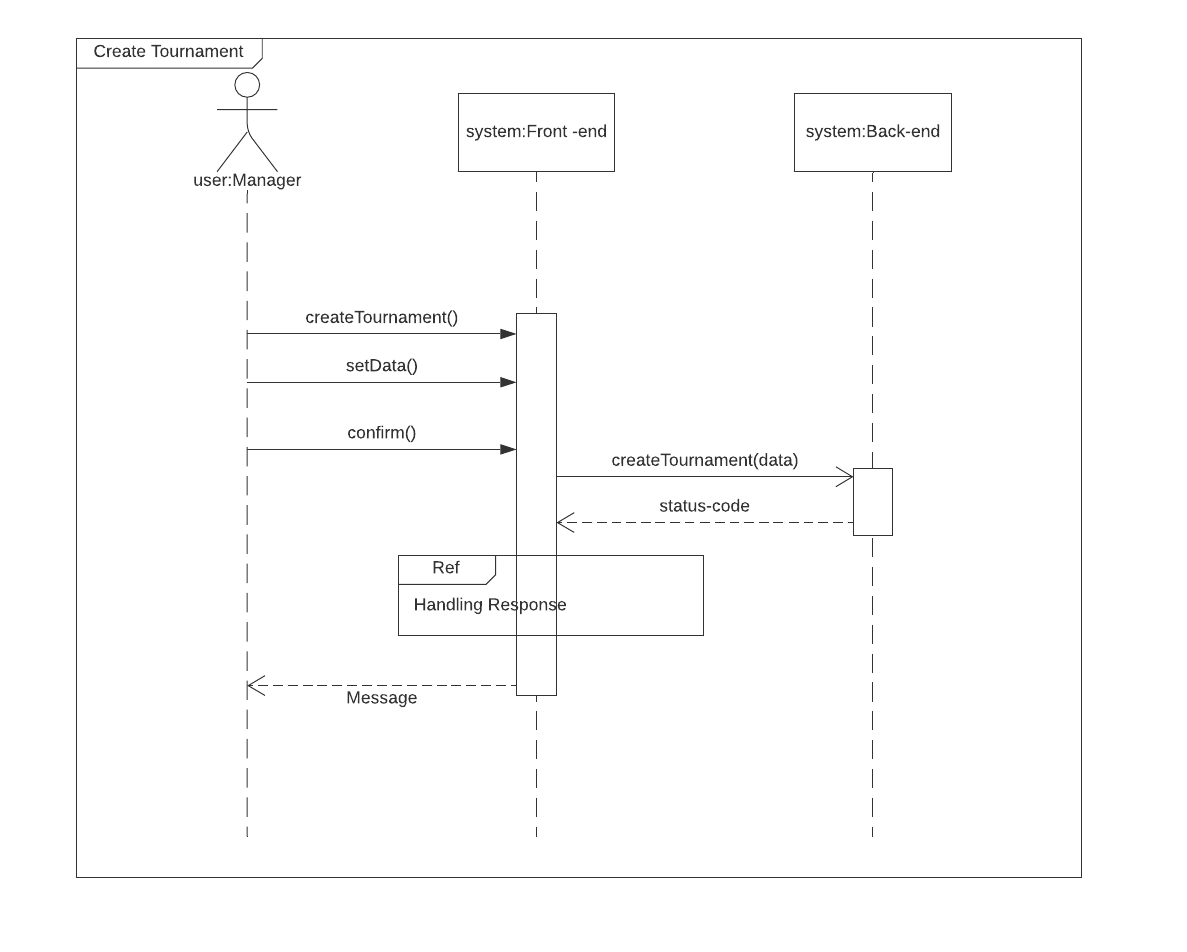 Create Tournament
user:Manager
system:Front -end
system:Back-end
createTournament()
setData()
confirm()
createTournament(data)
status-code
Ref
Handling Response
Message